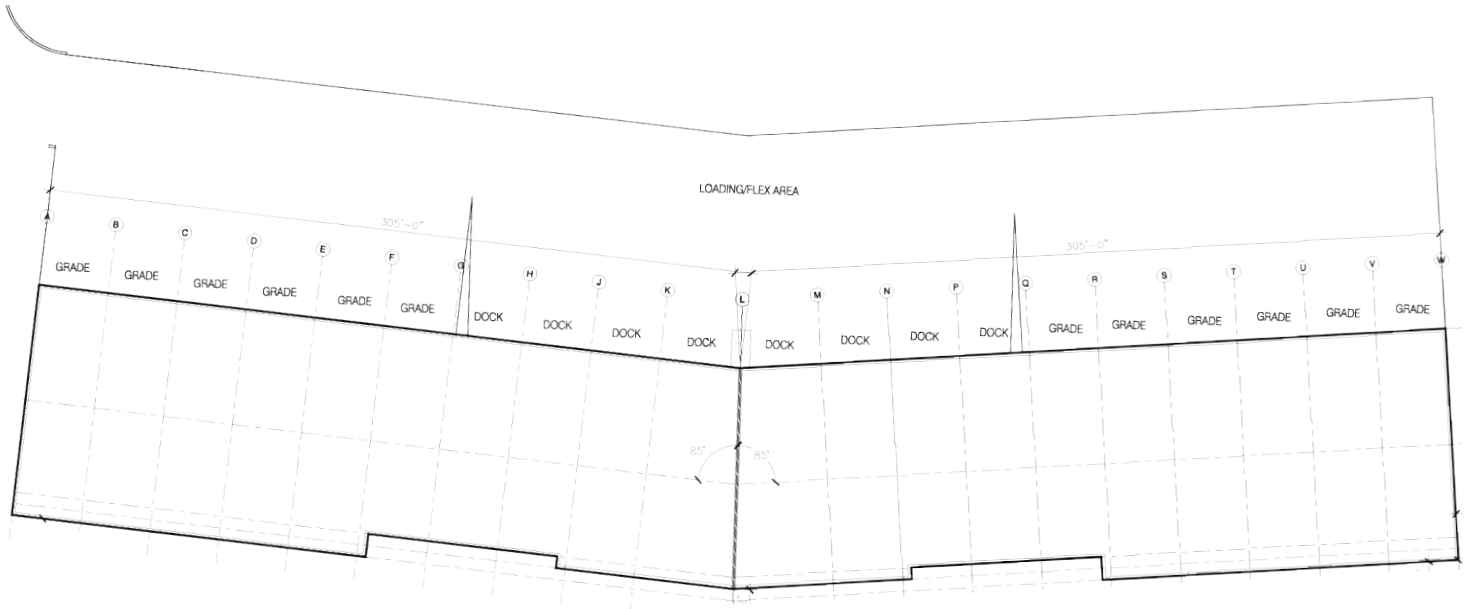 LOADING/FLEX AREA
305'-0"
305'-0"
A
B
C
D
E
F
G
H
J
K
L
M
N
P
Q
R
S
T
U
V
W
GRADE
GRADE
GRADE
GRADE
GRADE
GRADE
DOCK
DOCK
DOCK
DOCK
DOCK
DOCK
DOCK
DOCK
GRADE
GRADE
GRADE
GRADE
GRADE
GRADE
85°
85°